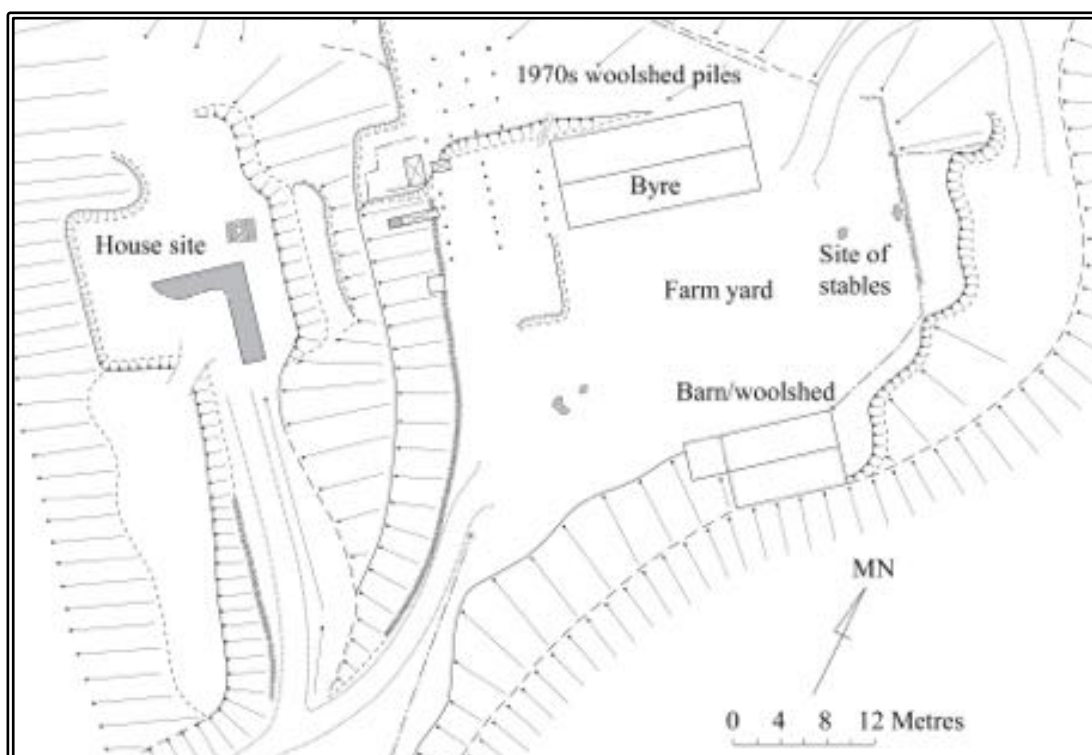 1970s woolshed piles
Byre
House site
Site of
stables
Farm yard
Barn/woolshed
MN
0 4 8 12 Metres